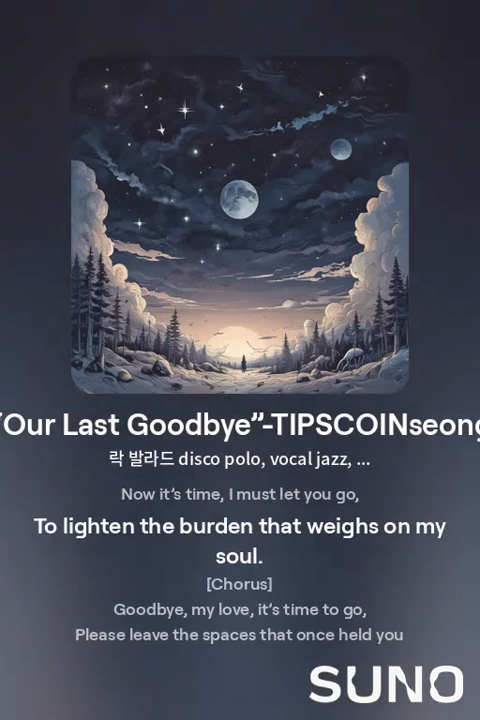 "Our Last Goodbye"-TIPSCOINseong
락 발라드 disco polo, vocal jazz, ...
Now it's time, I must let you go,
To lighten the burden that weighs on my
soul.
[Chorus]
Goodbye, my love, it's time to go,
Please leave the spaces that once held you
SUNO